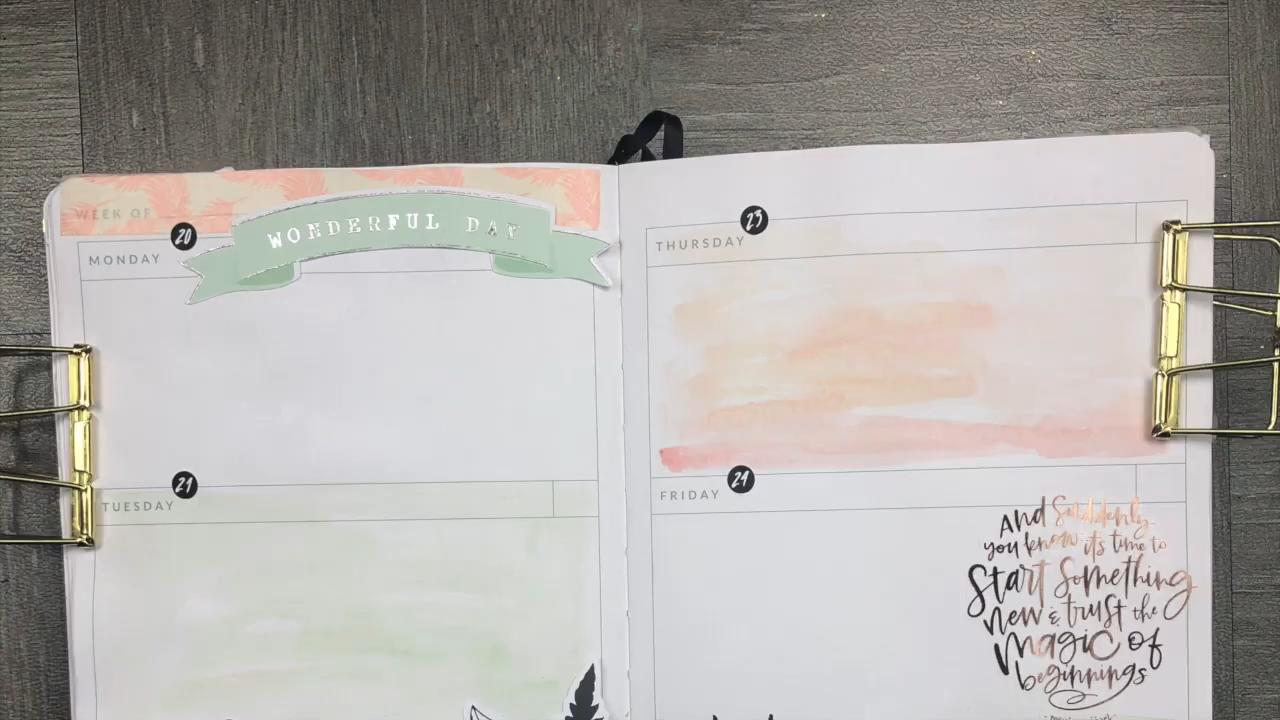 WEEK OF
WONDERFUL DAY
20
MONDAY
21
TUESDAY
23
THURSDAY
24
FRIDAY
And Suddenly
you know it's time to
Start Something
New & trust the
Magic of
beginnings